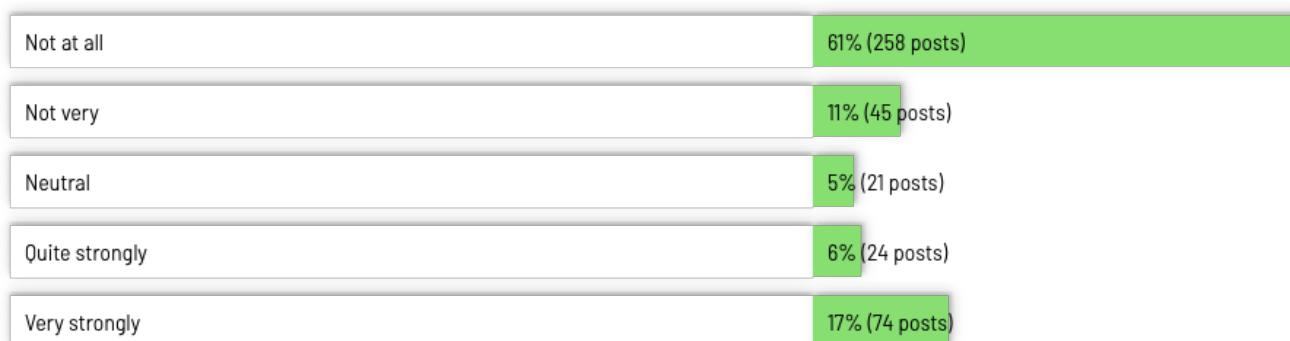 Not at all 61% (258 posts)
Not very 11% (45 posts)
Neutral 5% (21 posts)
Quite strongly 6% (24 posts)
Very strongly 17% (74 posts)